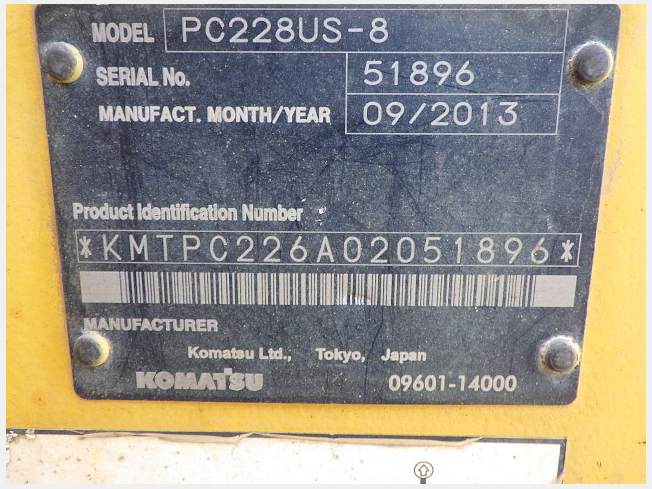 MODEL PC228US-8
SERIAL No. 51896
MANUFACT. MONTH/YEAR 09/2013
Product Identification Number
*KMTPC226A02051896*
MANUFACTURER
Komatsu Ltd., Tokyo, Japan
KOMATSU 09601-14000